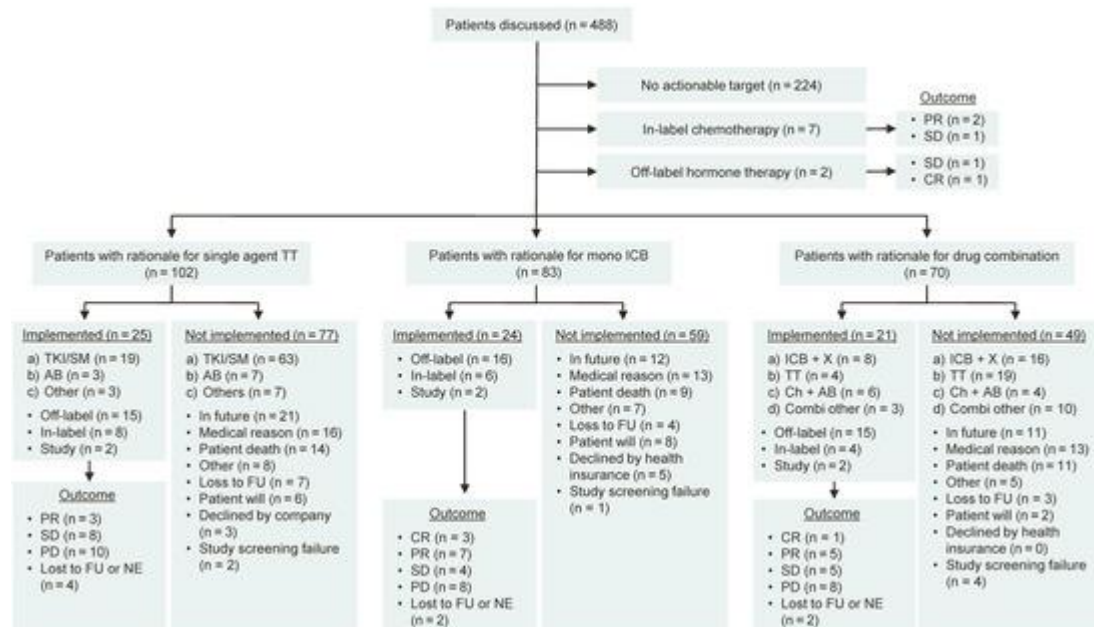 Patients discussed (n = 488)
No actionable target (n = 224)
In-label chemotherapy (n = 7)
Off-label hormone therapy (n = 2)
Outcome
• PR (n = 2)
• SD (n = 1)
• SD (n = 1)
• CR (n = 1)
Patients with rationale for single agent TT
(n = 102)
Implemented (n = 25)
a) TKI/SM (n = 19)
b) AB (n = 3)
c) Other (n = 3)
• Off-label (n = 15)
• In-label (n = 8)
• Study (n = 2)
Outcome
• PR (n = 3)
• SD (n = 8)
• PD (n = 10)
• Lost to FU or NE
(n = 4)
Not implemented (n = 77)
a) TKI/SM (n = 63)
b) AB (n = 7)
c) Others (n = 7)
• In future (n = 21)
• Medical reason (n = 16)
• Patient death (n = 14)
• Other (n = 8)
• Loss to FU (n = 7)
• Patient will (n = 6)
• Declined by company
(n = 3)
• Study screening failure
(n = 2)
Patients with rationale for mono ICB
(n = 83)
Implemented (n = 24)
• Off-label (n = 16)
• In-label (n = 6)
• Study (n = 2)
Outcome
• CR (n = 3)
• PR (n = 7)
• SD (n = 4)
• PD (n = 8)
• Lost to FU or NE
(n = 2)
Not implemented (n = 59)
• In future (n = 12)
• Medical reason (n = 13)
• Patient death (n = 9)
• Other (n = 7)
• Loss to FU (n = 4)
• Patient will (n = 8)
• Declined by health
insurance (n = 5)
• Study screening failure
(n = 1)
Patients with rationale for drug combination
(n = 70)
Implemented (n = 21)
a) ICB + X (n = 8)
b) TT (n = 4)
c) Ch + AB (n = 6)
d) Combi other (n = 3)
• Off-label (n = 15)
• In-label (n = 4)
• Study (n = 2)
Outcome
• CR (n = 1)
• PR (n = 5)
• SD (n = 5)
• PD (n = 8)
• Lost to FU or NE
(n = 2)
Not implemented (n = 49)
a) ICB + X (n = 16)
b) TT (n = 19)
c) Ch + AB (n = 4)
d) Combi other (n = 10)
• In future (n = 11)
• Medical reason (n = 13)
• Patient death (n = 11)
• Other (n = 5)
• Loss to FU (n = 3)
• Patient will (n = 2)
• Declined by health
insurance (n = 0)
• Study screening failure
(n = 4)